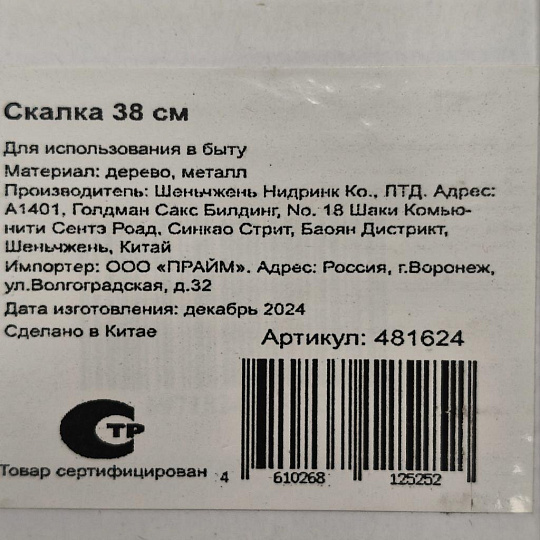 Скалка 38 см
Для использования в быту
Материал: дерево, металл
Производитель: Шеньчжень Нидринк Ко., ЛТД. Адрес:
А1401, Голдман Сакс Билдинг, No. 18 Шаки Комью-
нити Сентэ Роад, Синкао Стрит, Баоян Дистрикт,
Шеньчжень, Китай
Импортер: ООО «ПРАЙМ». Адрес: Россия, г.Воронеж,
ул.Волгоградская, д.32
Дата изготовления: декабрь 2024
Сделано в Китае
Артикул: 481624
ТР
Товар сертифицирован
4 610268 125252